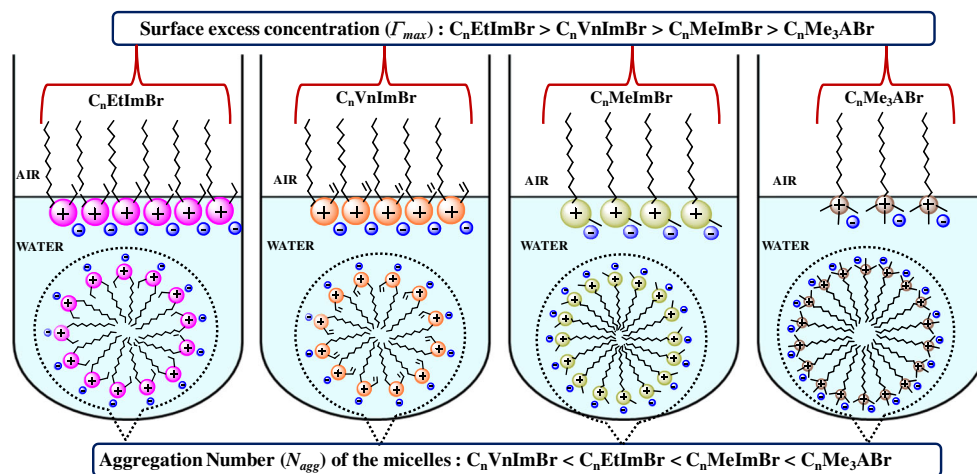 Surface excess concentration (Γmax) : CnEtImBr > CnVnImBr > CnMeImBr > CnMe3ABr
CnEtImBr
CnVnImBr
CnMeImBr
CnMe3ABr
AIR
AIR
AIR
AIR
WATER
WATER
WATER
WATER
Aggregation Number (Nagg) of the micelles : CnVnImBr < CnEtImBr < CnMeImBr < CnMe3ABr